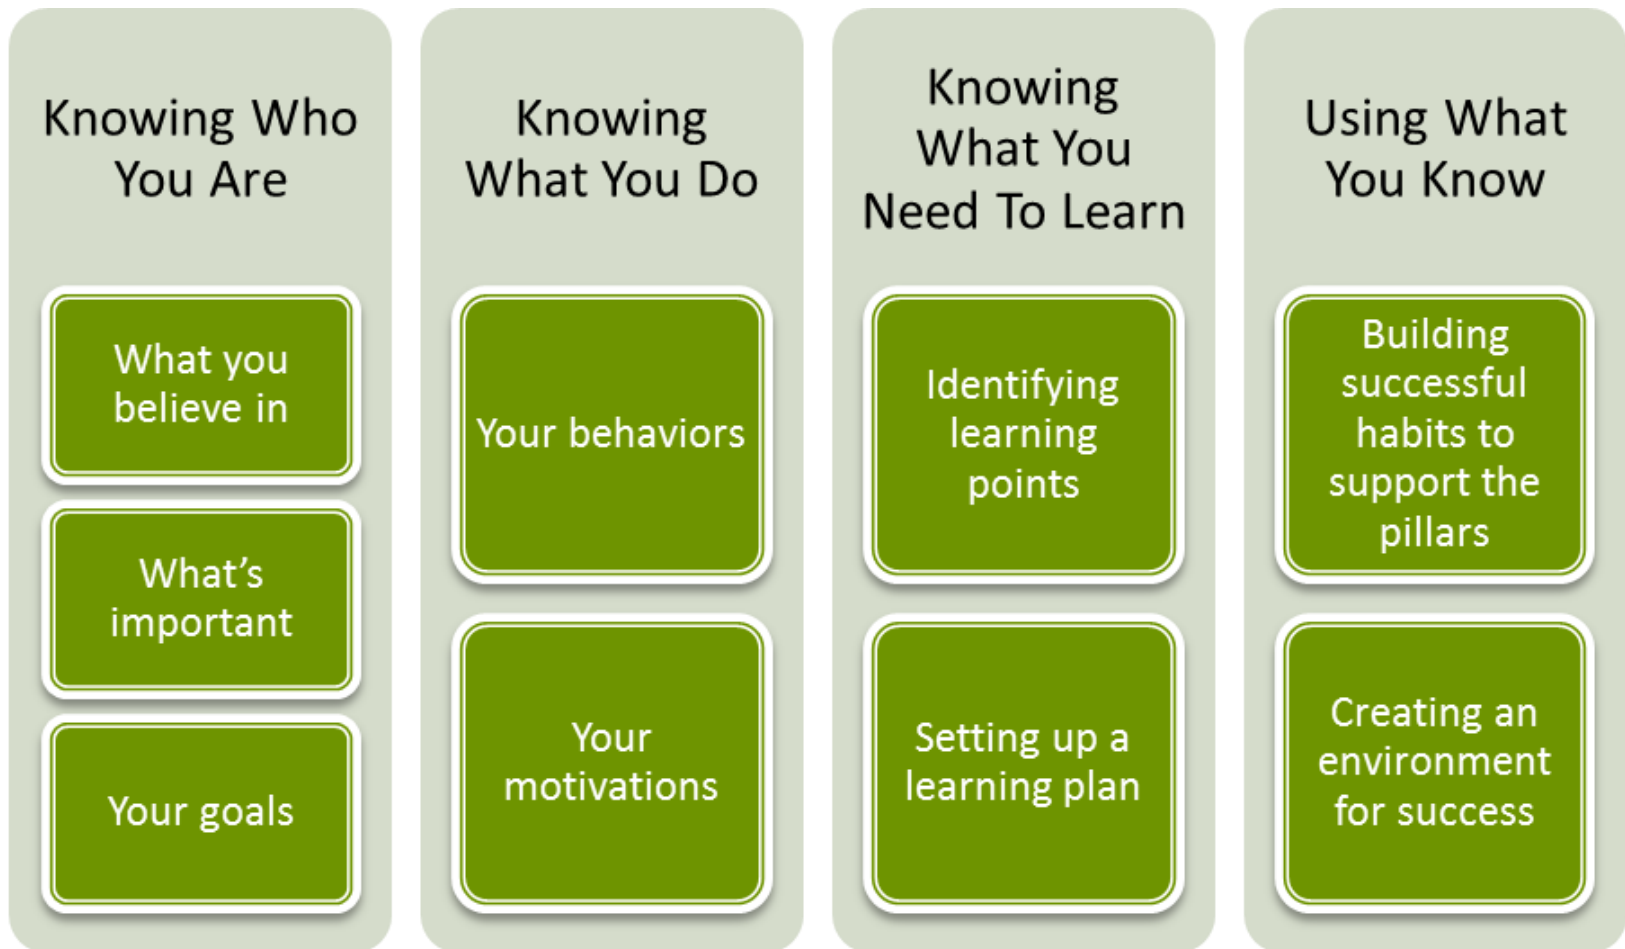 Knowing Who
You Are
What you
believe in
What’s
important
Your goals
Knowing
What You Do
Your behaviors
Your
motivations
Knowing
What You
Need To Learn
Identifying
learning
points
Setting up a
learning plan
Using What
You Know
Building
successful
habits to
support the
pillars
Creating an
environment
for success